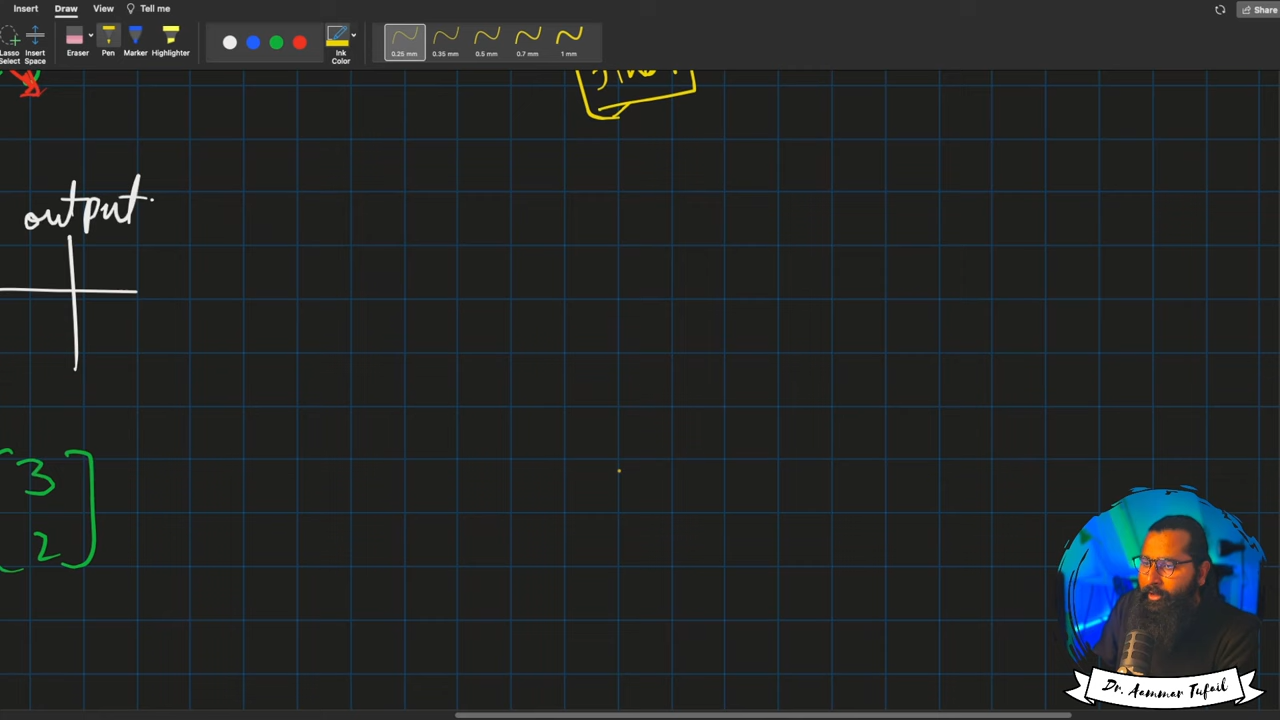 Insert Draw View Tell me
Share
Lasso Select
Insert Space
Eraser
Pen
Marker
Highlighter
Ink Color
0.25 mm
0.35 mm
0.5 mm
0.7 mm
1 mm
output
3
2
Dr. Aammar Tufail